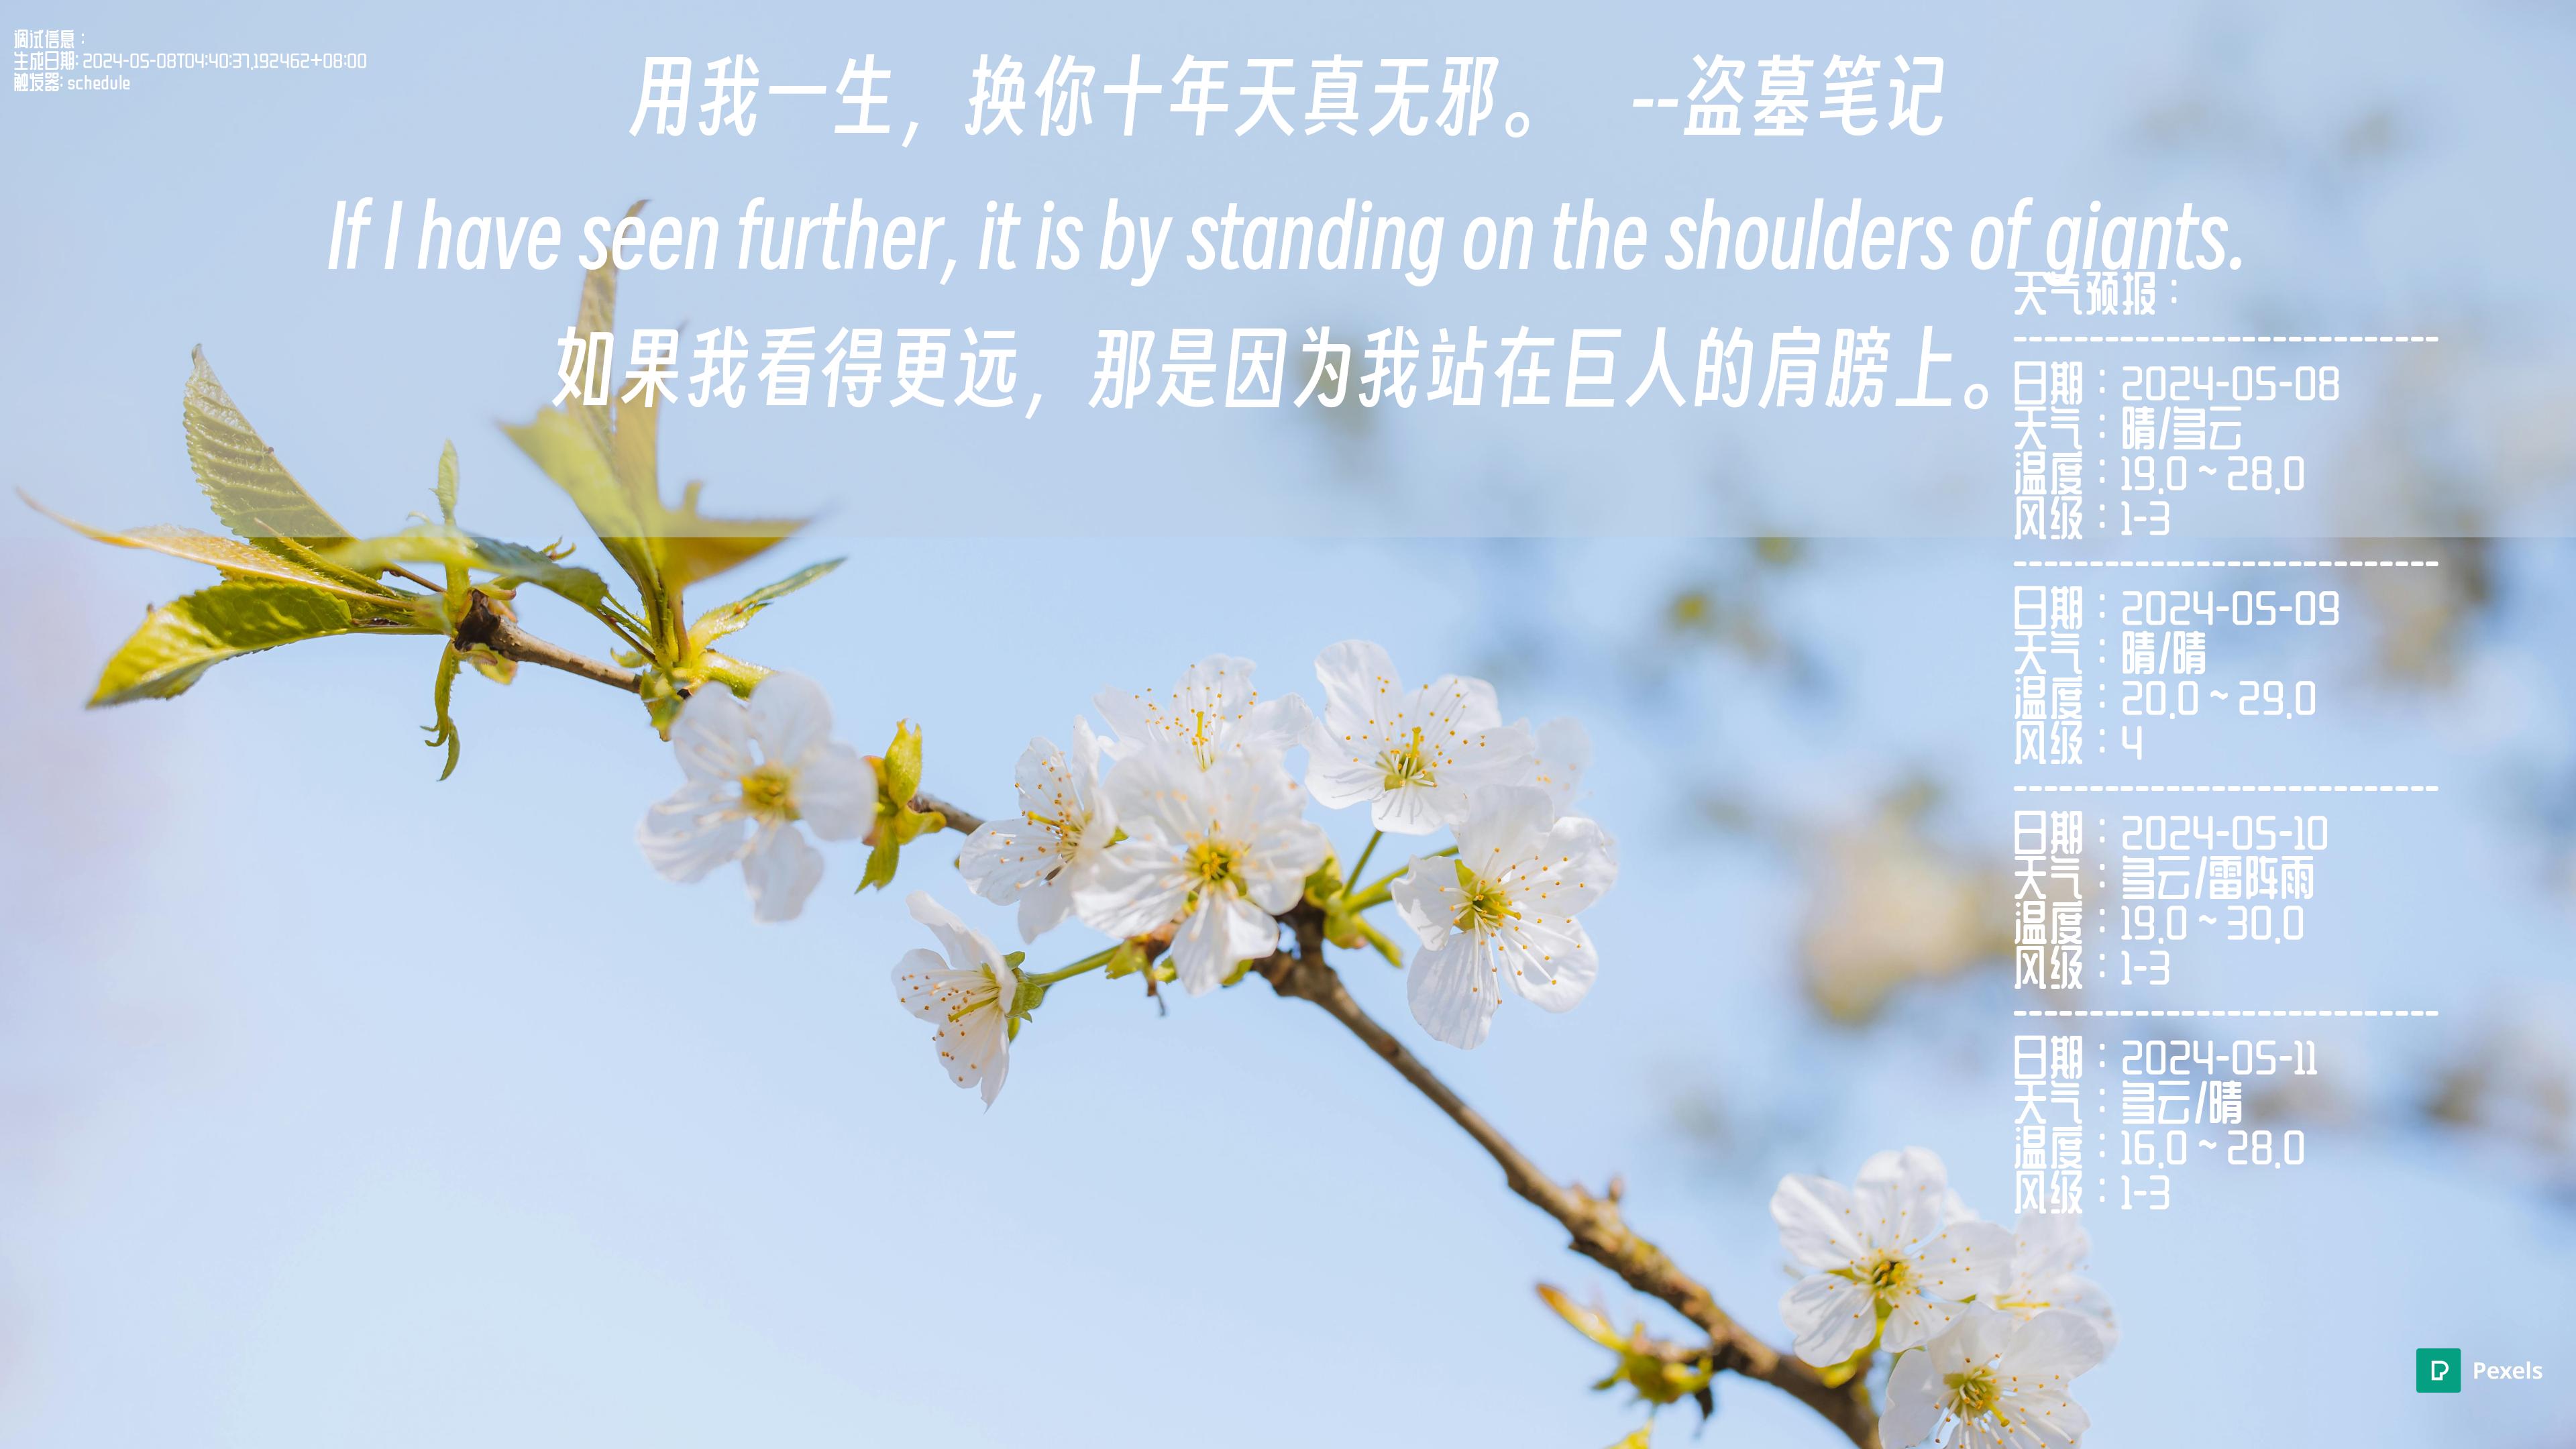 调试信息：
生成日期: 2024-05-08T04:40:37.192462+08:00
触发器: schedule
用我一生，换你十年天真无邪。 --盗墓笔记
If I have seen further, it is by standing on the shoulders of giants.
如果我看得更远，那是因为我站在巨人的肩膀上。
天气预报：
----------------------------
日期：2024-05-08
天气：晴/多云
温度：19.0 ~ 28.0
风级：1-3
----------------------------
日期：2024-05-09
天气：晴/晴
温度：20.0 ~ 29.0
风级：4
----------------------------
日期：2024-05-10
天气：多云/雷阵雨
温度：19.0 ~ 30.0
风级：1-3
----------------------------
日期：2024-05-11
天气：多云/晴
温度：16.0 ~ 28.0
风级：1-3
Pexels